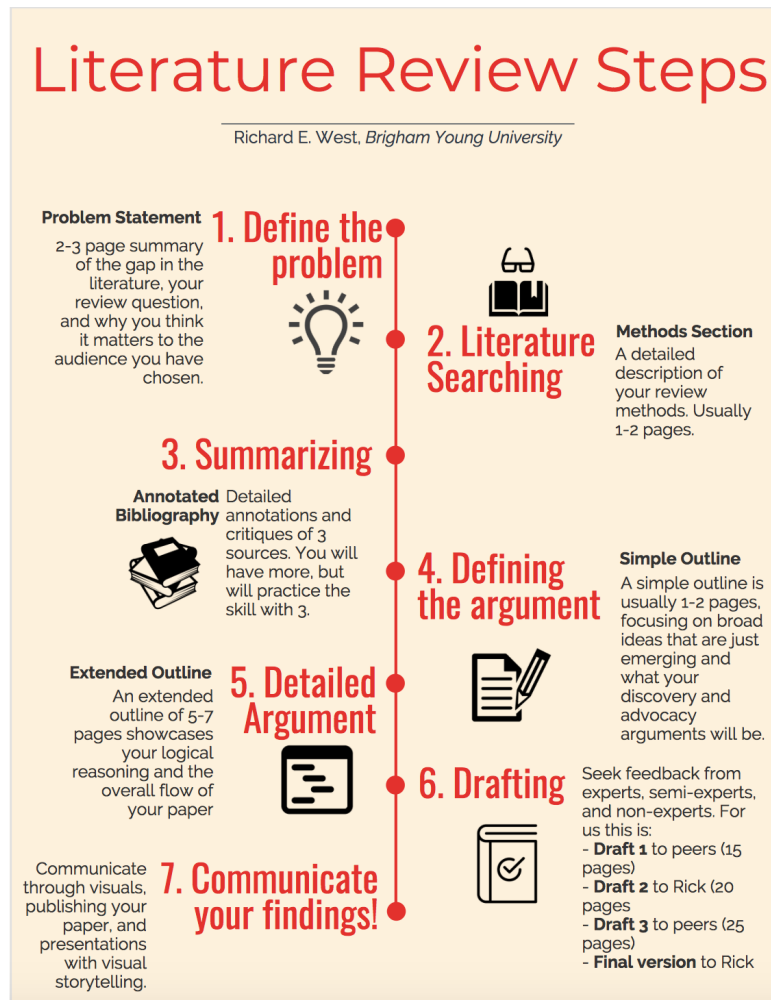 Literature Review Steps
Richard E. West, Brigham Young University
Problem Statement
2-3 page summary
of the gap in the
literature, your
review question,
and why you think
it matters to the
audience you have
chosen.
1. Define the
problem
2. Literature
Searching
Methods Section
A detailed
description of
your review
methods. Usually
1-2 pages.
3. Summarizing
Annotated
Bibliography
Detailed
annotations and
critiques of 3
sources. You will
have more, but
will practice the
skill with 3.
4. Defining
the argument
Simple Outline
A simple outline is
usually 1-2 pages,
focusing on broad
ideas that are just
emerging and
what your
discovery and
advocacy
arguments will be.
Extended Outline
An extended
outline of 5-7
pages showcases
your logical
reasoning and the
overall flow of
your paper
5. Detailed
Argument
6. Drafting
Seek feedback from
experts, semi-experts,
and non-experts. For
us this is:
- Draft 1 to peers (15
pages)
- Draft 2 to Rick (20
pages
- Draft 3 to peers (25
pages)
- Final version to Rick
Communicate
through visuals,
publishing your
paper, and
presentations
with visual
storytelling.
7. Communicate
your findings!